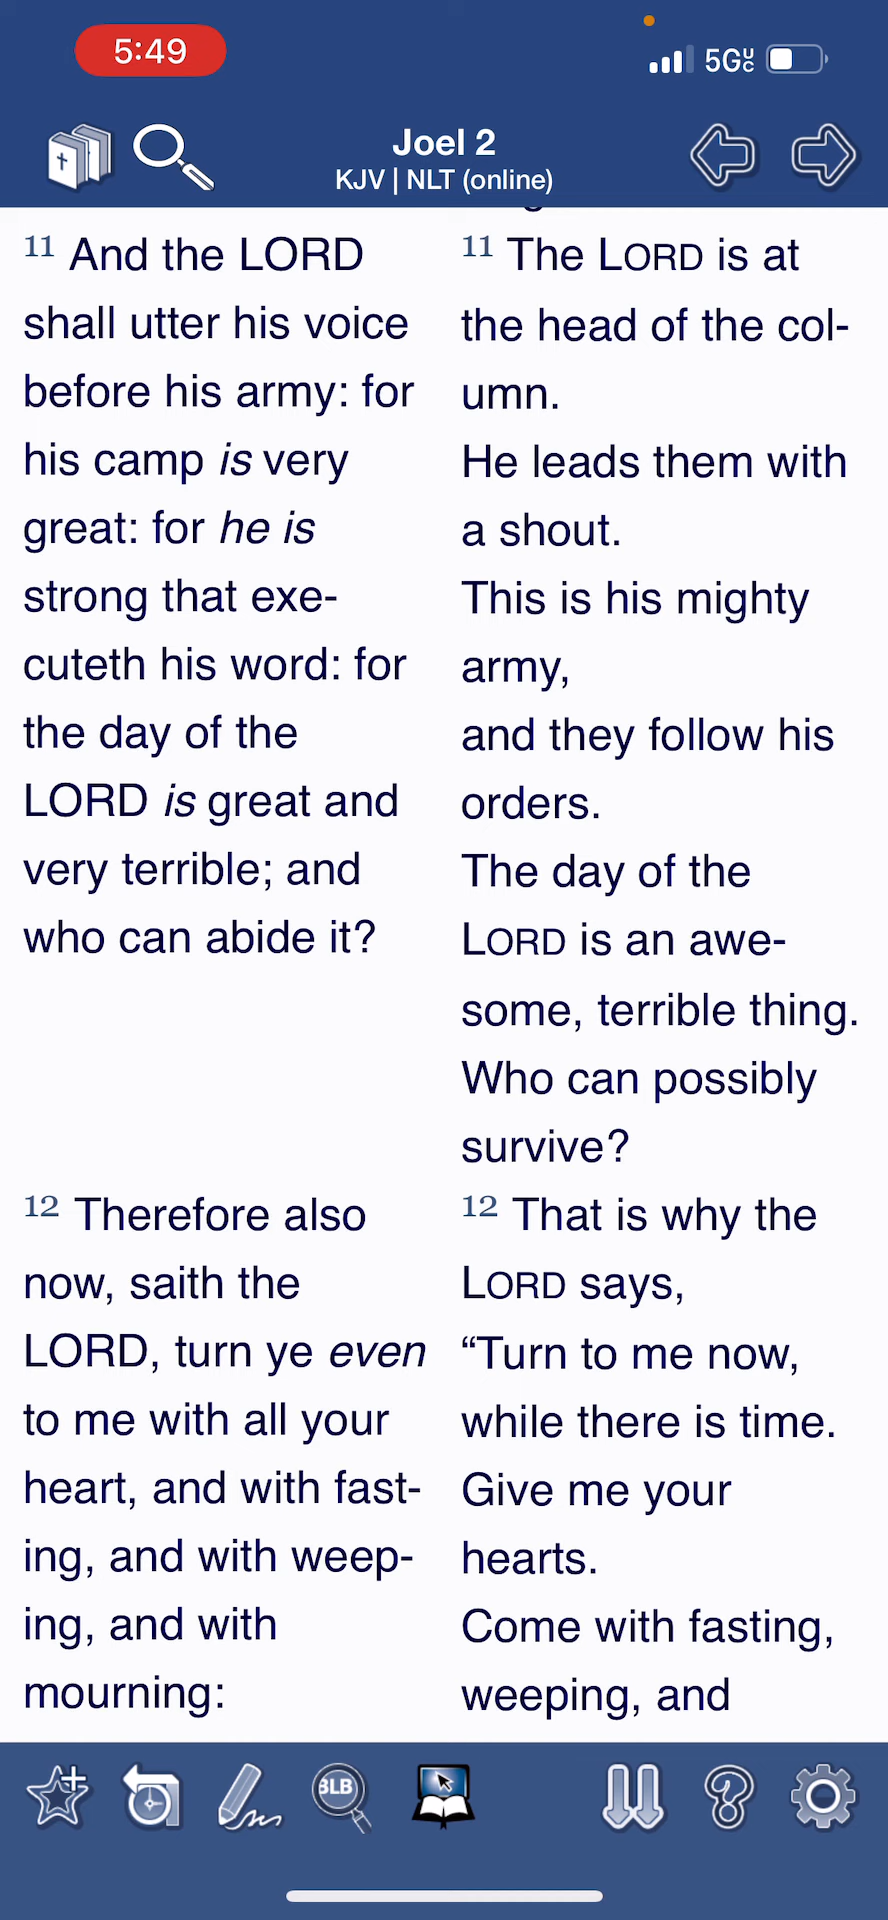 5:49
5G UC
Joel 2
KJV | NLT (online)
11 And the LORD
shall utter his voice
before his army: for
his camp is very
great: for he is
strong that exe-
cuteth his word: for
the day of the
LORD is great and
very terrible; and
who can abide it?
12 Therefore also
now, saith the
LORD, turn ye even
to me with all your
heart, and with fast-
ing, and with weep-
ing, and with
mourning:
11 The LORD is at
the head of the col-
umn.
He leads them with
a shout.
This is his mighty
army,
and they follow his
orders.
The day of the
LORD is an awe-
some, terrible thing.
Who can possibly
survive?
12 That is why the
LORD says,
“Turn to me now,
while there is time.
Give me your
hearts.
Come with fasting,
weeping, and
BLB